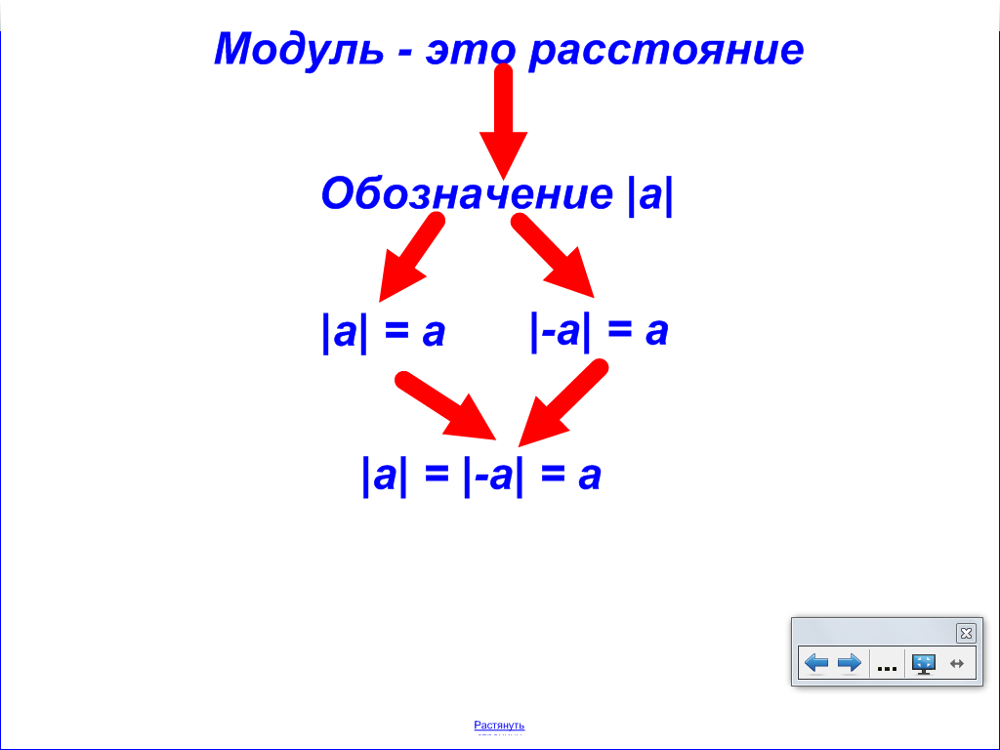 Модуль - это расстояние
Обозначение |a|
|a| = a |-a| = a
|a| = |-a| = a
...
Растянуть